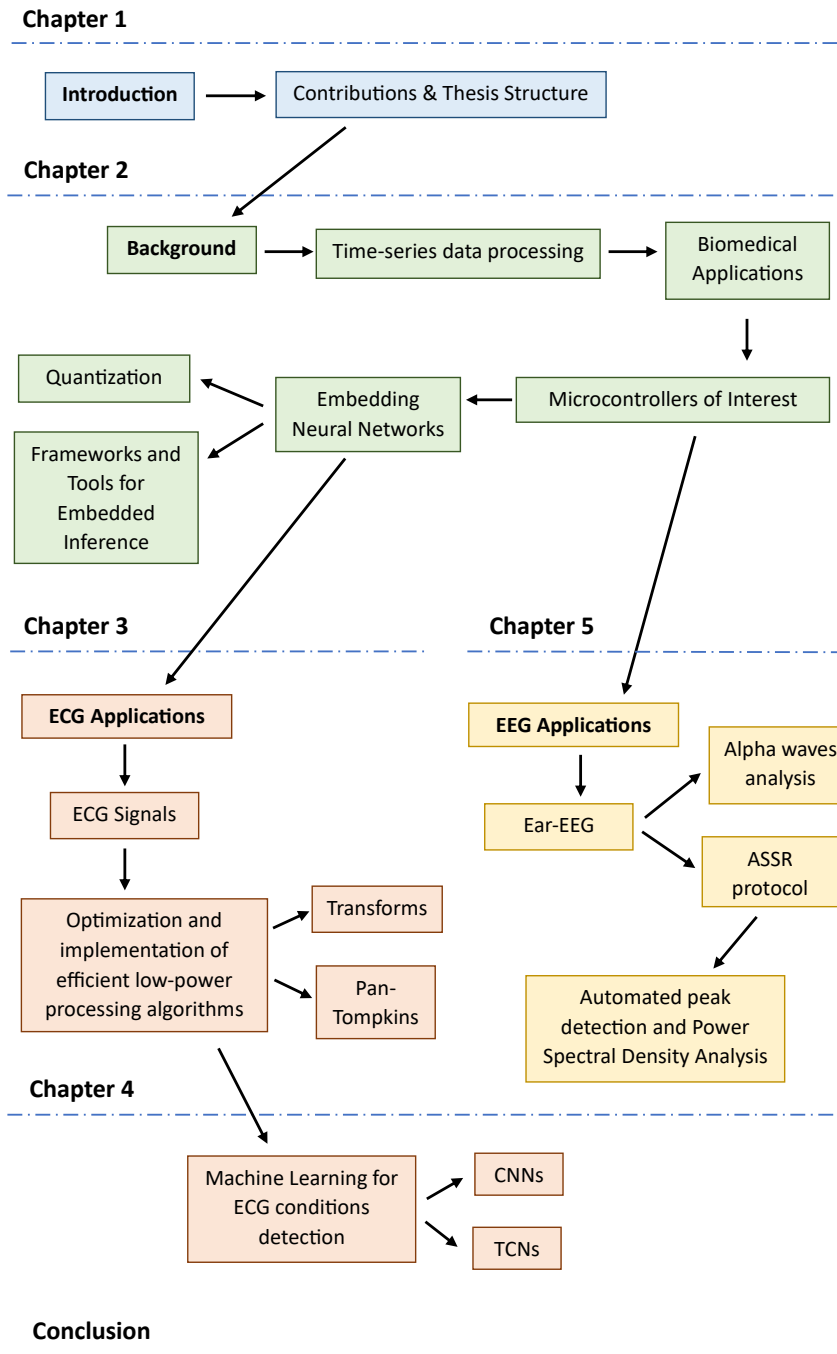 Chapter 1
Introduction
Contributions & Thesis Structure
Chapter 2
Background
Time-series data processing
Biomedical
Applications
Quantization
Embedding
Neural Networks
Microcontrollers of Interest
Frameworks and
Tools for
Embedded
Inference
Chapter 3
ECG Applications
ECG Signals
Optimization and
implementation of
efficient low-power
processing algorithms
Transforms
Pan-
Tompkins
Chapter 5
EEG Applications
Ear-EEG
Alpha waves
analysis
ASSR
protocol
Automated peak
detection and Power
Spectral Density Analysis
Chapter 4
Machine Learning for
ECG conditions
detection
CNNs
TCNs
Conclusion